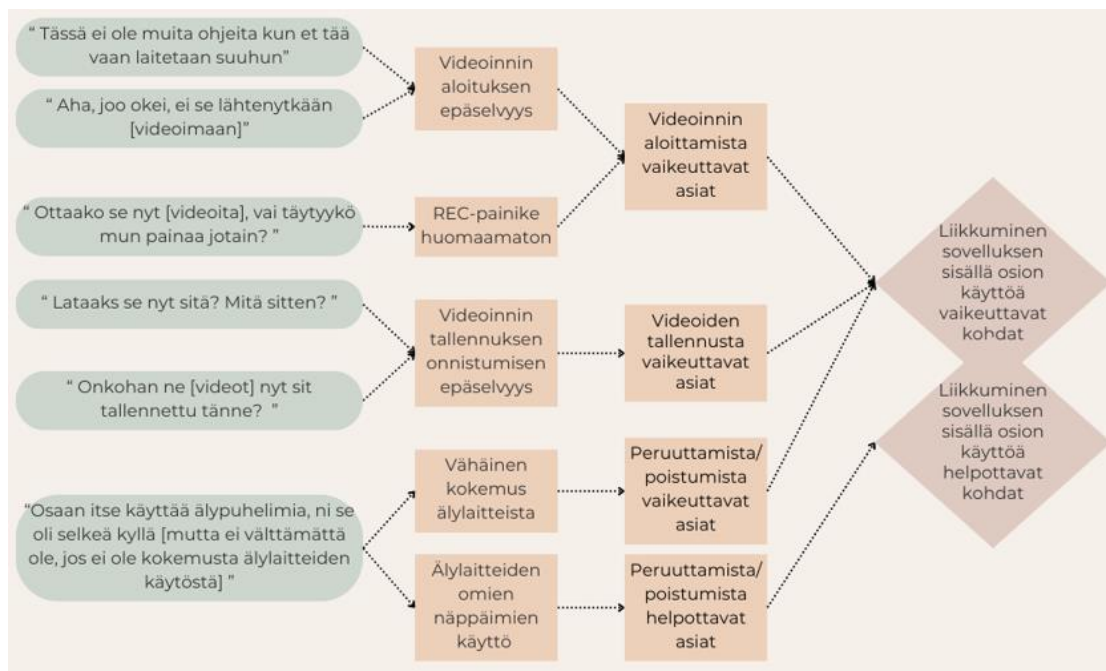 “ Tässä ei ole muita ohjeita kun et tää
vaan laitetaan suuhun”
“ Aha, joo okei, ei se lähtenytkään
[videoimaan]”
“ Ottaako se nyt [videoita], vai täytyykö
mun painaa jotain? ”
“ Lataaks se nyt sitä? Mitä sitten? ”
“ Onkohan ne [videot] nyt sit
tallennettu tänne? ”
“Osaan itse käyttää älypuhelimia, ni se
oli selkeä kyllä [mutta ei välttämättä
ole, jos ei ole kokemusta älylaitteiden
käytöstä] ”
Videoinnin
aloituksen
epäselvyys
REC-painike
huomaamaton
Videoinnin
tallennuksen
onnistumisen
epäselvyys
Vähäinen
kokemus
älylaitteista
Älylaitteiden
omien
näppäimien
käyttö
Videoinnin
aloittamista
vaikeuttavat
asiat
Videoiden
tallennusta
vaikeuttavat
asiat
Peruuttamista/
poistumista
vaikeuttavat
asiat
Peruuttamista/
poistumista
helpottavat
asiat
Liikkuminen
sovelluksen
sisällä osion
käyttöä
vaikeuttavat
kohdat
Liikkuminen
sovelluksen
sisällä osion
käyttöä
helpottavat
kohdat